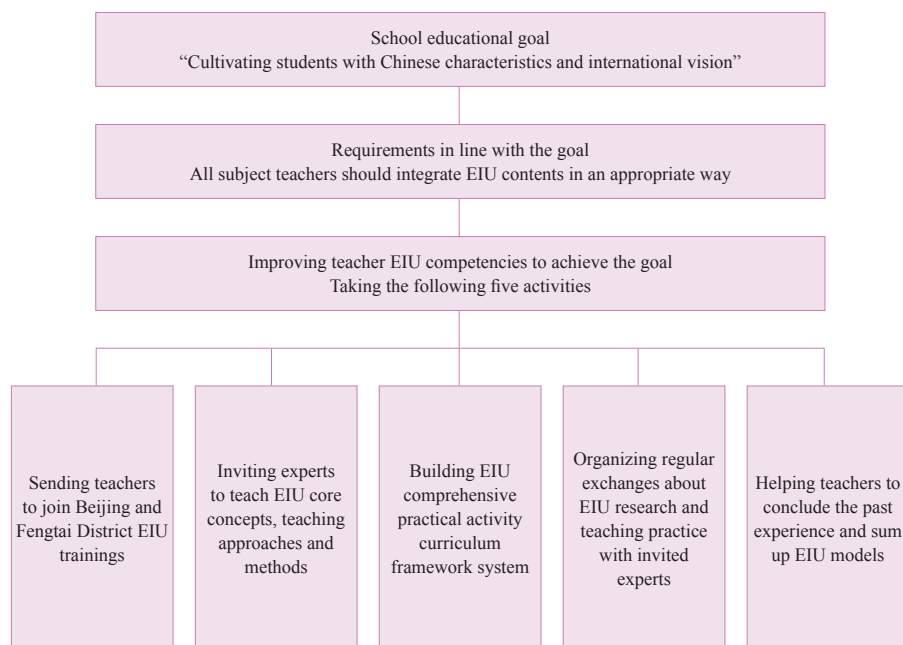 School educational goal
“Cultivating students with Chinese characteristics and international vision”
Requirements in line with the goal
All subject teachers should integrate EIU contents in an appropriate way
Improving teacher EIU competencies to achieve the goal
Taking the following five activities
Sending teachers
to join Beijing and
Fengtai District EIU
trainings
Inviting experts
to teach EIU core
concepts, teaching
approaches and
methods
Building EIU
comprehensive
practical activity
curriculum
framework system
Organizing regular
exchanges about
EIU research and
teaching practice
with invited
experts
Helping teachers to
conclude the past
experience and sum
up EIU models